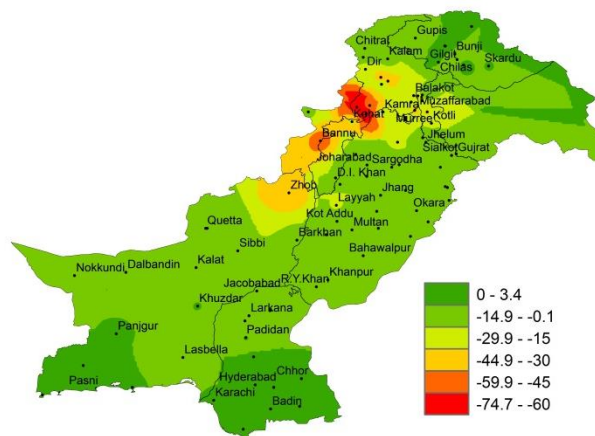 Gupis
Chitral
Bunji
Gilgit
Kalam
Dir
Chilas
Skardu
Balakot
Kamra
Muzaffarabad
Kohat
Murree
Kotli
Bannu
Jhelum
Joharabad
Sialkot
Gujrat
Sargodha
D.I. Khan
Zhob
Jhang
Layyah
Okara
Kot Addu
Quetta
Multan
Barkhan
Sibbi
Bahawalpur
Kalat
Nokkundi
Dalbandin
R.Y.Khan
Khanpur
Jacobabad
Khuzdar
Larkana
Panjgur
Padidan
Lasbella
Pasni
Hyderabad
Chhor
Karachi
Badin
0 - 3.4
-14.9 - -0.1
-29.9 - -15
-44.9 - -30
-59.9 - -45
-74.7 - -60